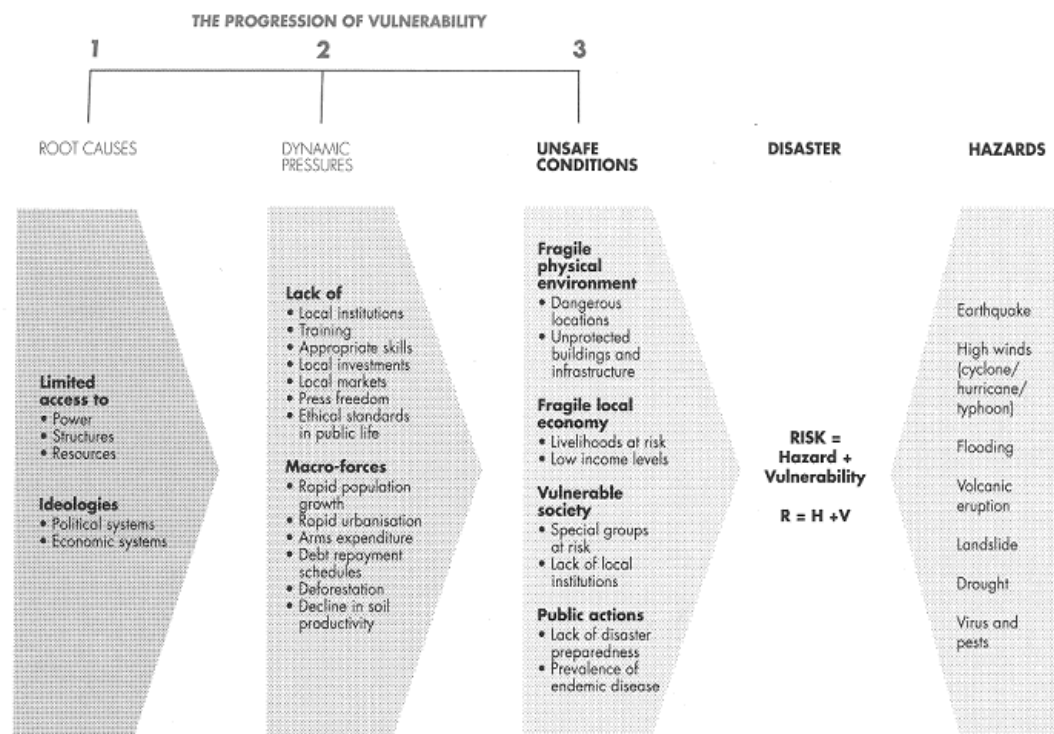 THE PROGRESSION OF VULNERABILITY
1
2
3
ROOT CAUSES
DYNAMIC
PRESSURES
UNSAFE
CONDITIONS
DISASTER
HAZARDS
Limited
access to
• Power
• Structures
• Resources
Ideologies
• Political systems
• Economic systems
Lack of
• Local institutions
• Training
• Appropriate skills
• Local investments
• Local markets
• Press freedom
• Ethical standards
in public life
Macro-forces
• Rapid population
growth
• Rapid urbanisation
• Arms expenditure
• Debt repayment
schedules
• Deforestation
• Decline in soil
productivity
Fragile
physical
environment
• Dangerous
locations
• Unprotected
buildings and
infrastructure
Fragile local
economy
• Livelihoods at risk
• Low income levels
Vulnerable
society
• Special groups
at risk
• Lack of local
institutions
Public actions
• Lack of disaster
preparedness
• Prevalence of
endemic disease
RISK =
Hazard +
Vulnerability
R = H +V
Earthquake
High winds
(cyclone/
hurricane/
typhoon)
Flooding
Volcanic
eruption
Landslide
Drought
Virus and
pests